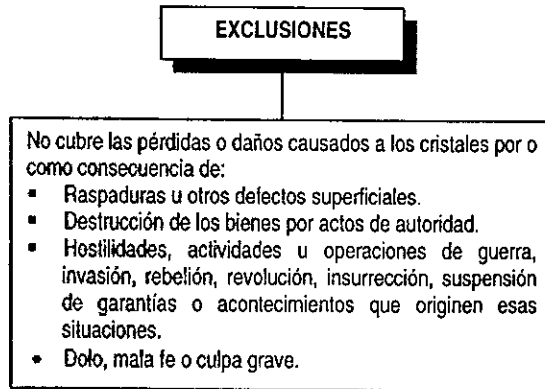 EXCLUSIONES
No cubre las pérdidas o daños causados a los cristales por o
como consecuencia de:
▪ Raspaduras u otros defectos superficiales.
▪ Destrucción de los bienes por actos de autoridad.
▪ Hostilidades, actividades u operaciones de guerra,
invasión, rebelión, revolución, insurrección, suspensión
de garantías o acontecimientos que originen esas
situaciones.
• Dolo, mala fe o culpa grave.